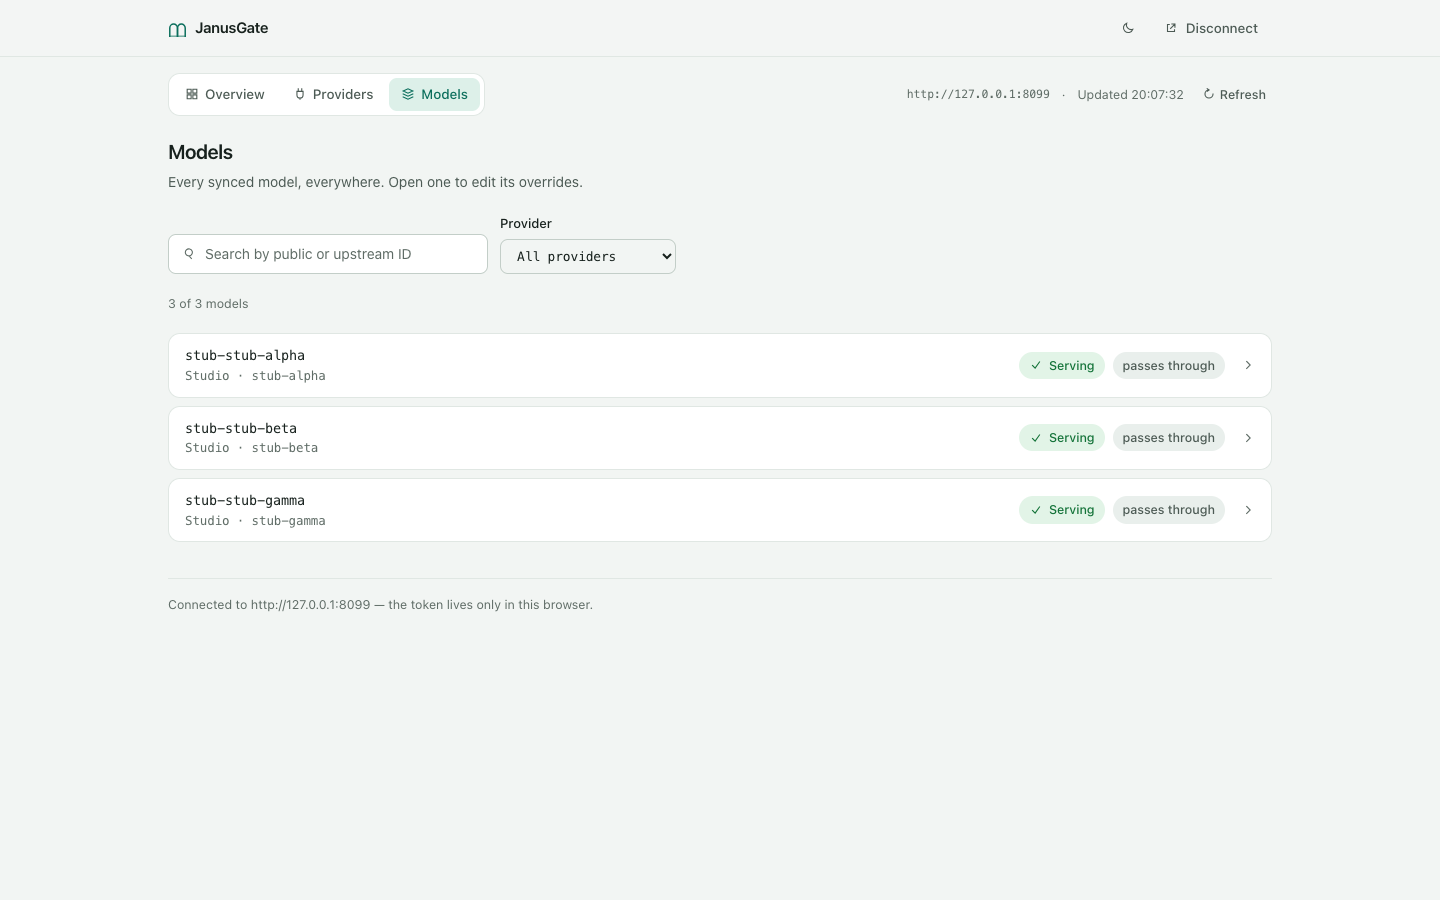 JanusGate
Disconnect
Overview
Providers
Models
http://127.0.0.1:8099 · Updated 20:07:32
Refresh
Models
Every synced model, everywhere. Open one to edit its overrides.
Provider
Search by public or upstream ID
All providers
3 of 3 models
stub-stub-alpha
Studio · stub-alpha
Serving
passes through
stub-stub-beta
Studio · stub-beta
Serving
passes through
stub-stub-gamma
Studio · stub-gamma
Serving
passes through
Connected to http://127.0.0.1:8099 — the token lives only in this browser.